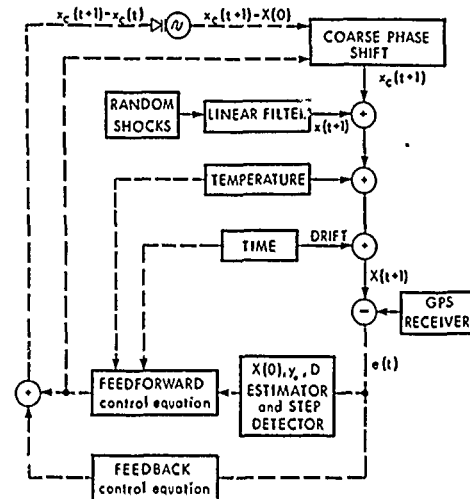 x_c(t+1)-x_c(t)
x_c(t+1)-X(0)
COARSE PHASE
SHIFT
x_c(t+1)
RANDOM
SHOCKS
LINEAR FILTER
x(t+1)
+
TEMPERATURE
+
TIME
DRIFT
+
X(t+1)
−
GPS
RECEIVER
e(t)
X(0), y_o, D
ESTIMATOR
and STEP
DETECTOR
FEEDFORWARD
control equation
+
FEEDBACK
control equation